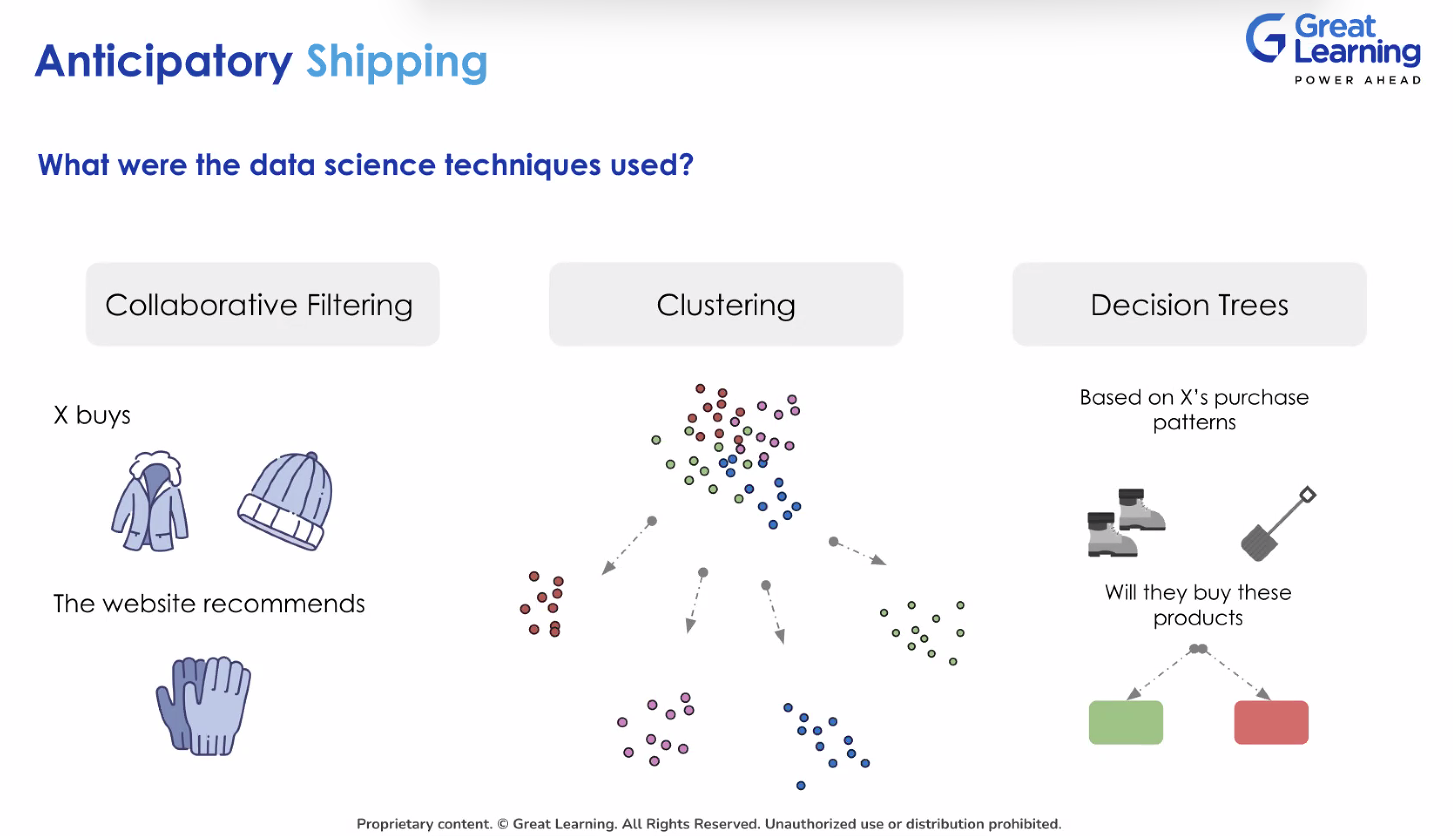 Anticipatory Shipping
Great
Learning
POWER AHEAD
What were the data science techniques used?
Collaborative Filtering
Clustering
Decision Trees
X buys
The website recommends
Based on X's purchase
patterns
Will they buy these
products
Proprietary content. © Great Learning. All Rights Reserved. Unauthorized use or distribution prohibited.